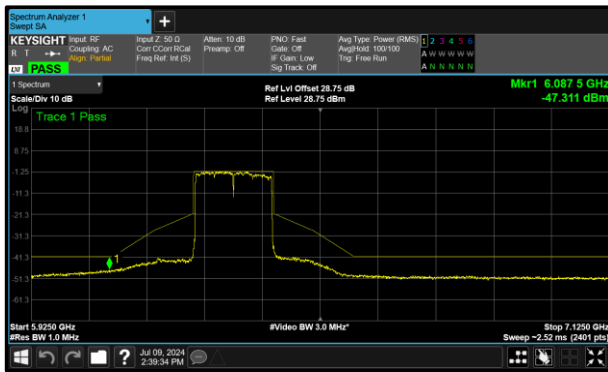 Spectrum Analyzer 1
Swept SA
+
KEYSIGHT Input: RF Input Z: 50 Ω Atten: 10 dB PNO: Fast Avg Type: Power (RMS) 1 2 3 4 5 6
R T Coupling: AC Corr CCorr RCal Preamp: Off Gate: Off Avg|Hold: 100/100 A W W W W W
Align: Partial Freq Ref: Int (S) IF Gain: Low Trig: Free Run
LXI PASS Sig Track: Off A N N N N N
1 Spectrum Ref Lvl Offset 28.75 dB Mkr1 6.087 5 GHz
Scale/Div 10 dB Ref Level 28.75 dBm -47.311 dBm
Log Trace 1 Pass
18.8
8.75
-1.25
-11.3
-21.3
-31.3
-41.3
1
-51.3
-61.3
Start 5.9250 GHz #Video BW 3.0 MHz* Stop 7.1250 GHz
#Res BW 1.0 MHz Sweep ~2.52 ms (2401 pts)
? Jul 09, 2024
2:39:34 PM